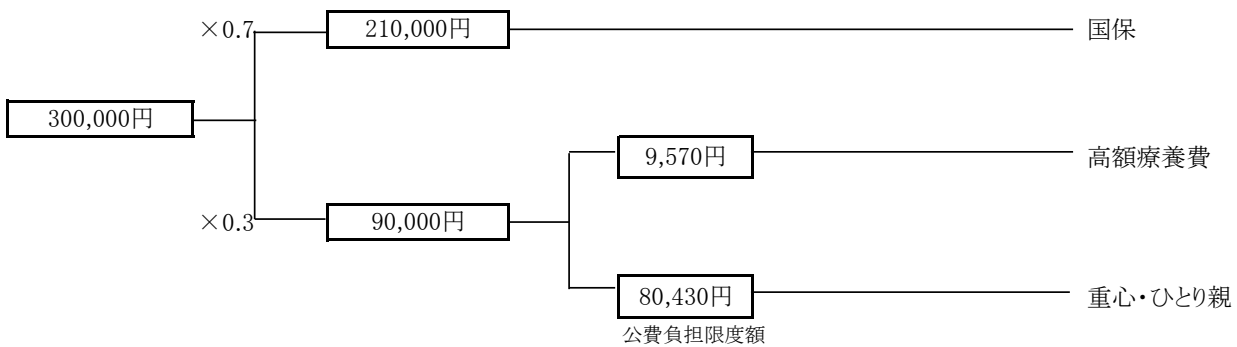 ×0.7
210,000円
国保
300,000円
9,570円
高額療養費
×0.3
90,000円
80,430円
重心・ひとり親
公費負担限度額